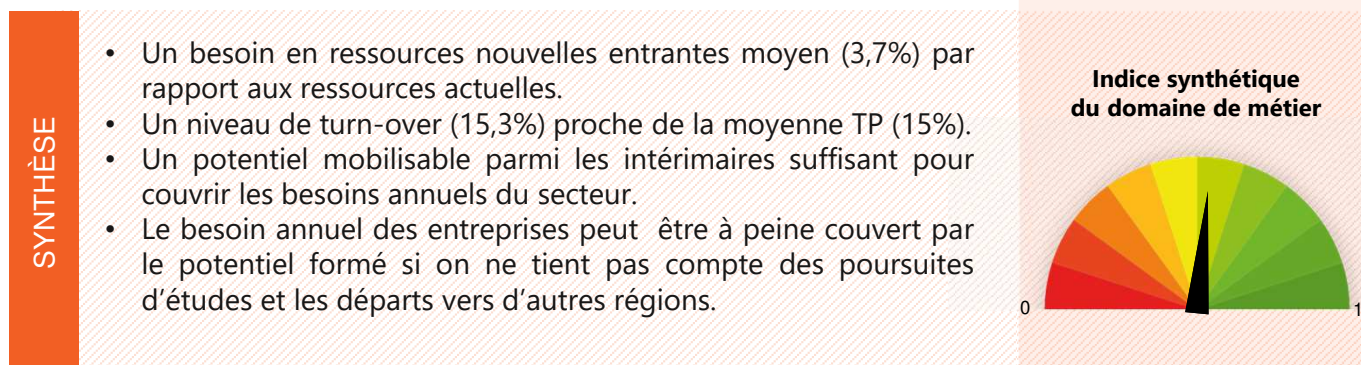 SYNTHÈSE
• Un besoin en ressources nouvelles entrantes moyen (3,7%) par
rapport aux ressources actuelles.
• Un niveau de turn-over (15,3%) proche de la moyenne TP (15%).
• Un potentiel mobilisable parmi les intérimaires suffisant pour
couvrir les besoins annuels du secteur.
• Le besoin annuel des entreprises peut être à peine couvert par
le potentiel formé si on ne tient pas compte des poursuites
d’études et les départs vers d’autres régions.
Indice synthétique
du domaine de métier
0
1